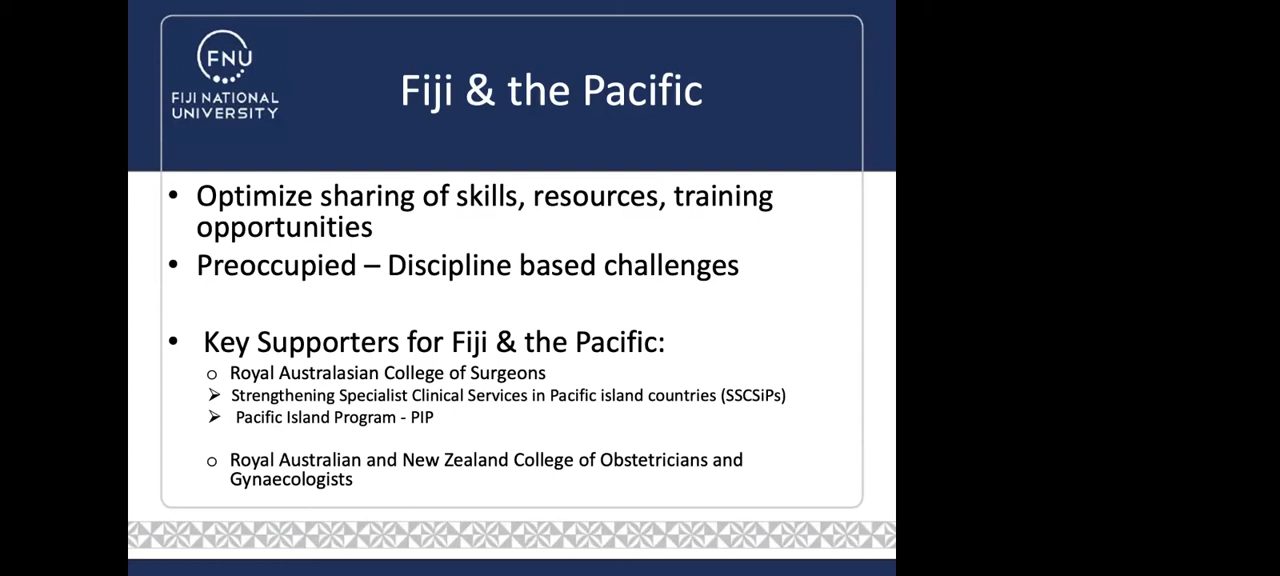 FNU
FIJI NATIONAL
UNIVERSITY
Fiji & the Pacific
• Optimize sharing of skills, resources, training
opportunities
• Preoccupied – Discipline based challenges
• Key Supporters for Fiji & the Pacific:
o Royal Australasian College of Surgeons
➢ Strengthening Specialist Clinical Services in Pacific island countries (SSCSiPs)
➢ Pacific Island Program - PIP
o Royal Australian and New Zealand College of Obstetricians and
Gynaecologists